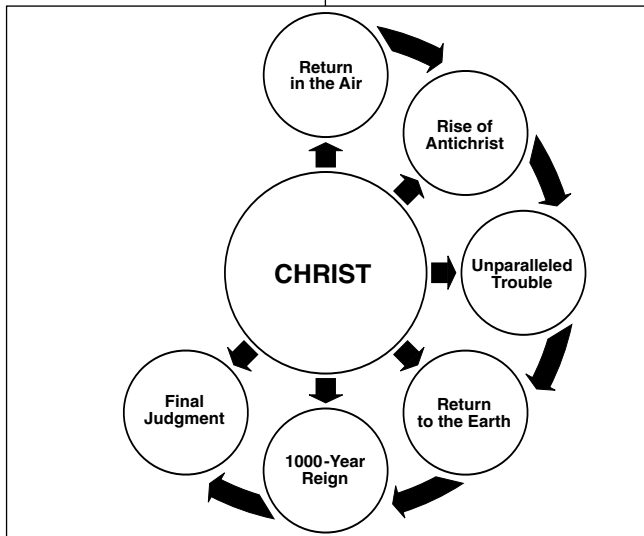 Return
in the Air
Rise of
Antichrist
CHRIST
Unparalleled
Trouble
Return
to the Earth
1000-Year
Reign
Final
Judgment